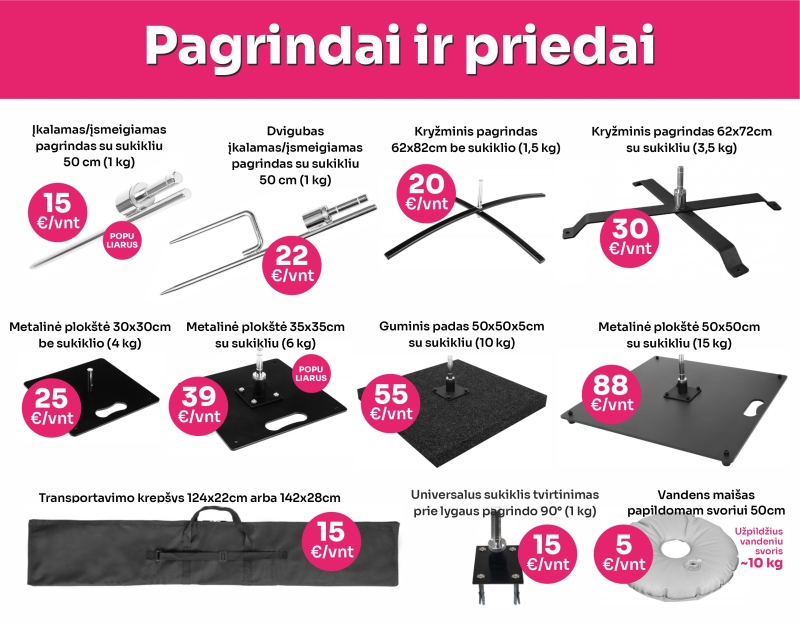 Pagrindai ir priedai
Įkalamas/įsmeigiamas
pagrindas su sukikliu
50 cm (1 kg)
15
€/vnt
POPU
LIARUS
Dvigubas
įkalamas/įsmeigiamas
pagrindas su sukikliu
50 cm (1 kg)
22
€/vnt
Kryžminis pagrindas
62x82cm be sukiklio (1,5 kg)
20
€/vnt
Kryžminis pagrindas 62x72cm
su sukikliu (3,5 kg)
30
€/vnt
Metalinė plokštė 30x30cm
be sukiklio (4 kg)
25
€/vnt
Metalinė plokštė 35x35cm
su sukikliu (6 kg)
39
€/vnt
POPU
LIARUS
Guminis padas 50x50x5cm
su sukikliu (10 kg)
55
€/vnt
Metalinė plokštė 50x50cm
su sukikliu (15 kg)
88
€/vnt
Transportavimo krepšys 124x22cm arba 142x28cm
15
€/vnt
Universalus sukiklis tvirtinimas
prie lygaus pagrindo 90° (1 kg)
15
€/vnt
Vandens maišas
papildomam svoriui 50cm
5
€/vnt
Užpildžius
vandeniu
svoris
~10 kg